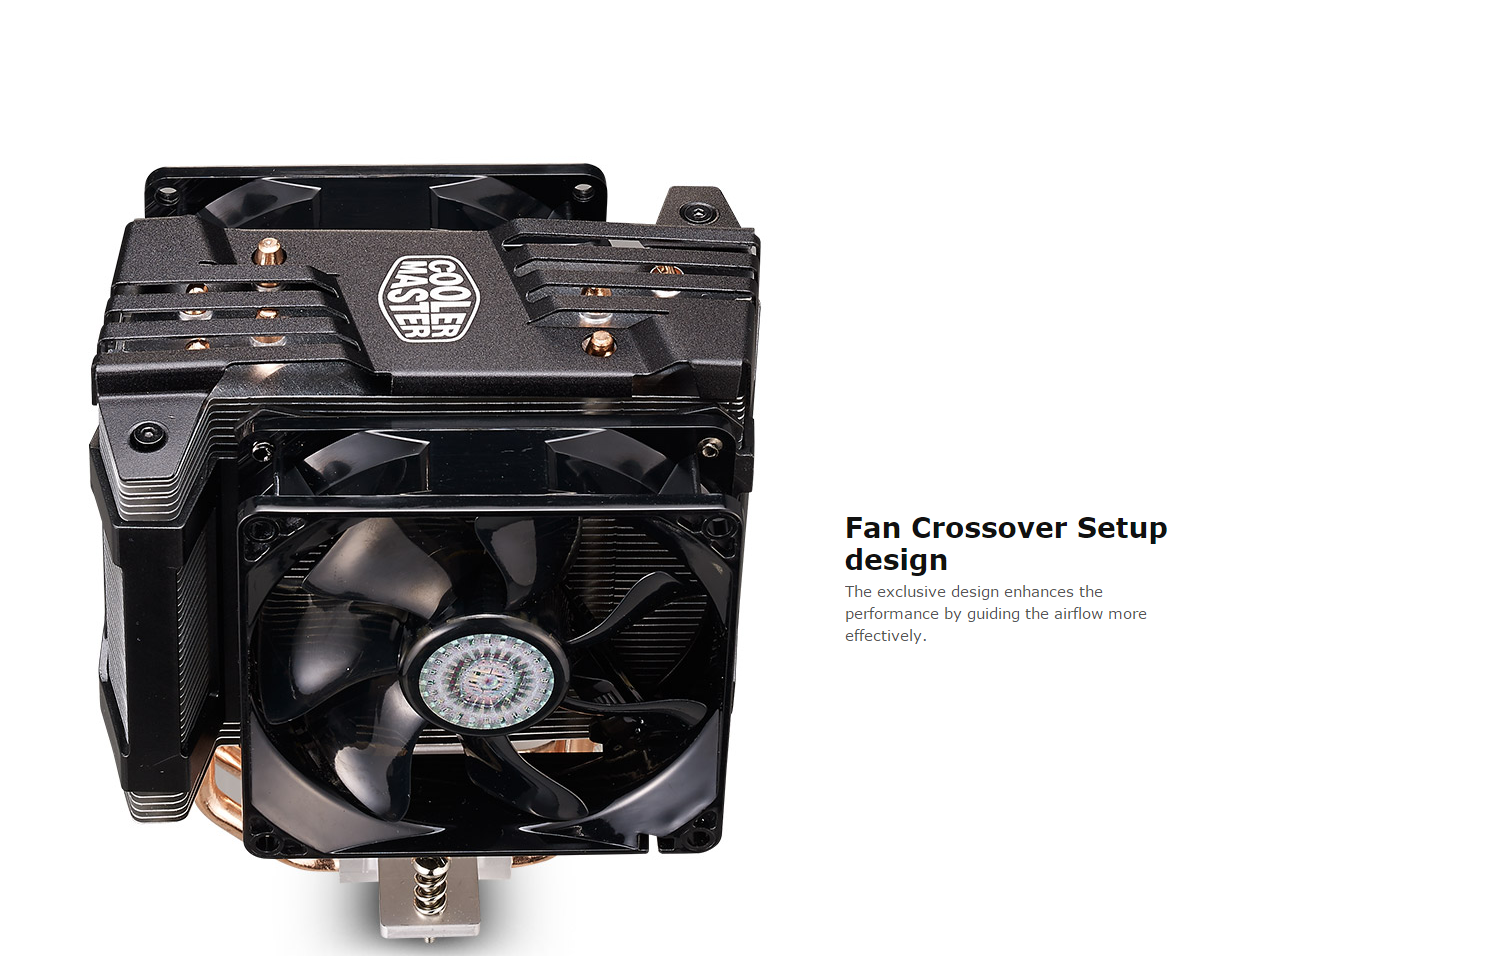 COOLER
MASTER
Fan Crossover Setup
design
The exclusive design enhances the
performance by guiding the airflow more
effectively.